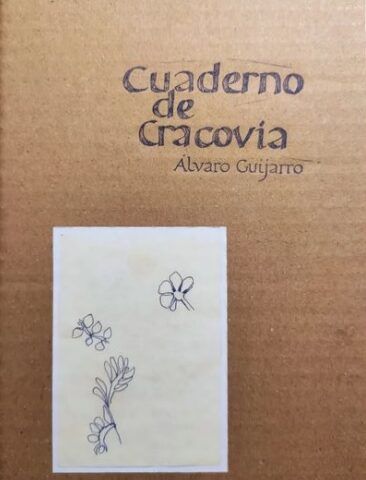 Cuaderno
de
Cracovia
Álvaro Guijarro